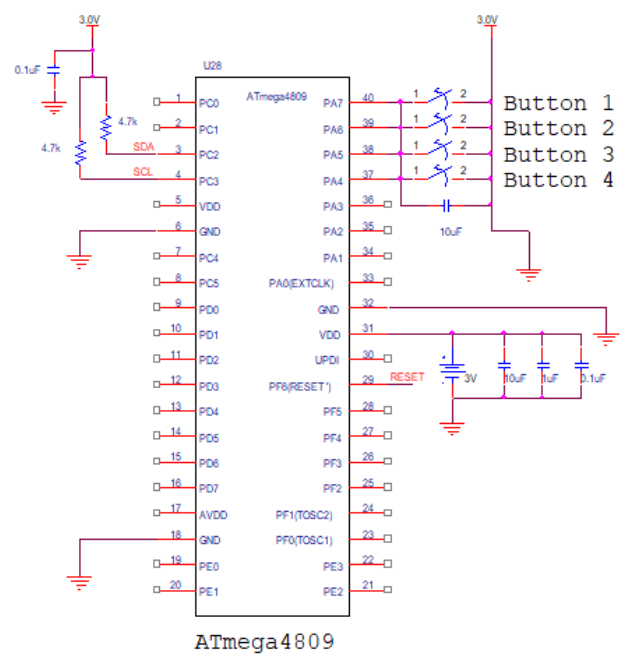 3.0V
3.0V
0.1uF
4.7k
4.7k
SDA
SCL
U28
ATmega4809
1 PC0 PA7 40
2 PC1 PA6 39
3 PC2 PA5 38
4 PC3 PA4 37
5 VDD PA3 36
6 GND PA2 35
7 PC4 PA1 34
8 PC5 PA0(EXTCLK) 33
9 PD0 GND 32
10 PD1 VDD 31
11 PD2 UPDI 30
12 PD3 PF6(RESET') 29
13 PD4 PF5 28
14 PD5 PF4 27
15 PD6 PF3 26
16 PD7 PF2 25
17 AVDD PF1(TOSC2) 24
18 GND PF0(TOSC1) 23
19 PE0 PE3 22
20 PE1 PE2 21
1 2 Button 1
1 2 Button 2
1 2 Button 3
1 2 Button 4
10uF
RESET
3V 10uF 1uF 0.1uF
ATmega4809